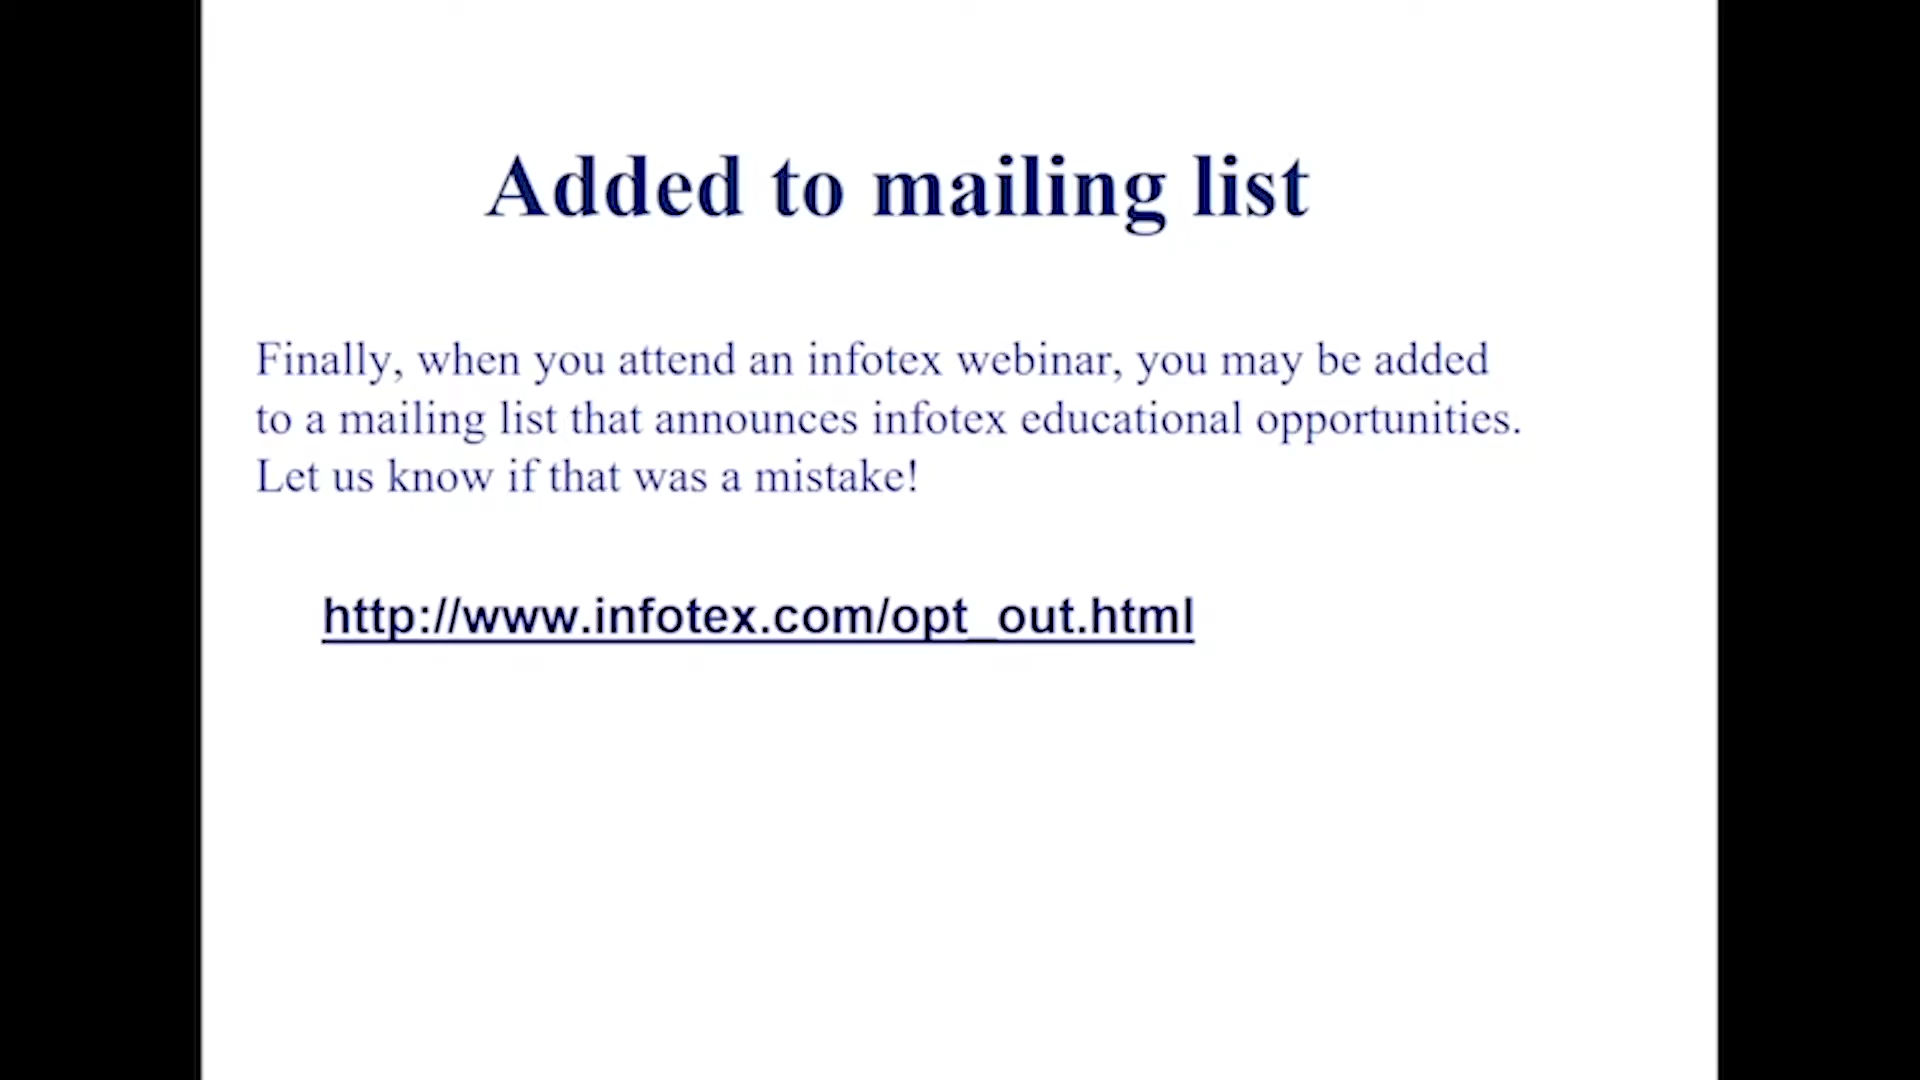 Added to mailing list
Finally, when you attend an infotex webinar, you may be added
to a mailing list that announces infotex educational opportunities.
Let us know if that was a mistake!
http://www.infotex.com/opt_out.html